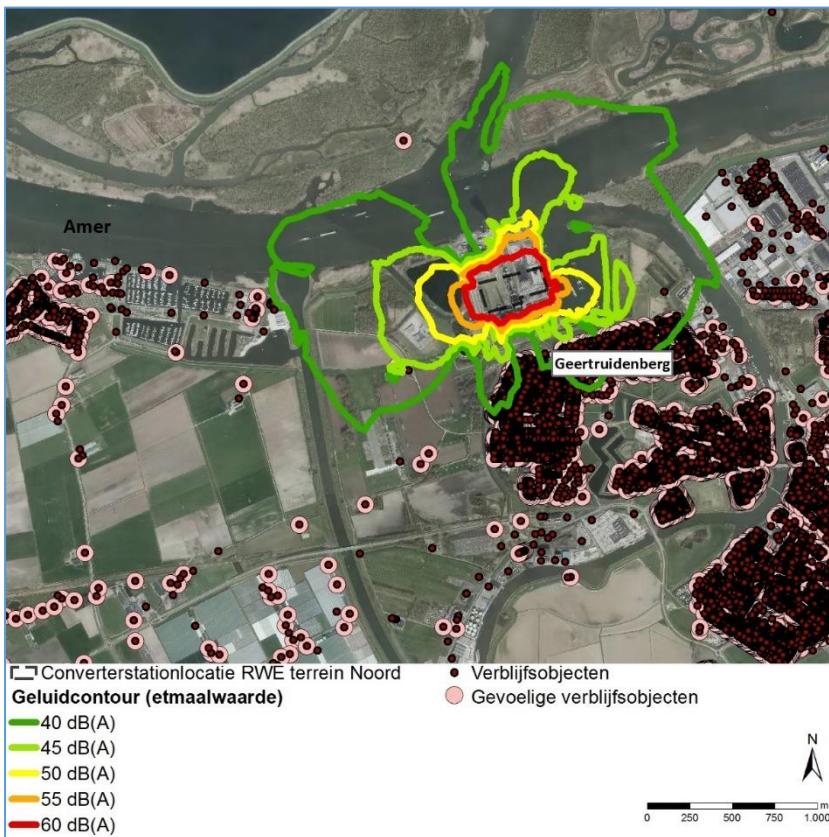 Amer
Geertruidenberg
Converterstationlocatie RWE terrein Noord
Verblijfsobjecten
Geluidcontour (etmaalwaarde)
Gevoelige verblijfsobjecten
40 dB(A)
45 dB(A)
50 dB(A)
55 dB(A)
60 dB(A)
N
m
0 250 500 750 1.000